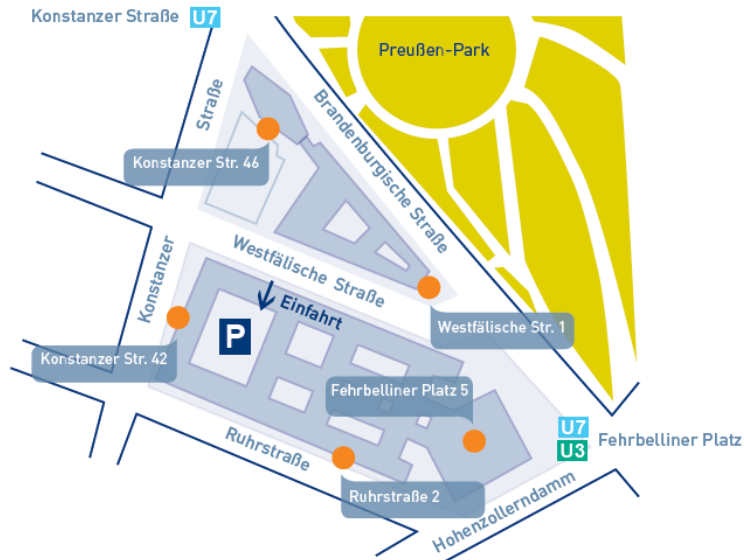 Konstanzer Straße U7
Preußen-Park
Straße
Brandenburgische Straße
Konstanzer Str. 46
Westfälische Straße
Konstanzer
Einfahrt
P
Westfälische Str. 1
Konstanzer Str. 42
Fehrbelliner Platz 5
U7
U3
Fehrbelliner Platz
Ruhrstraße
Ruhrstraße 2
Hohenzollerndamm